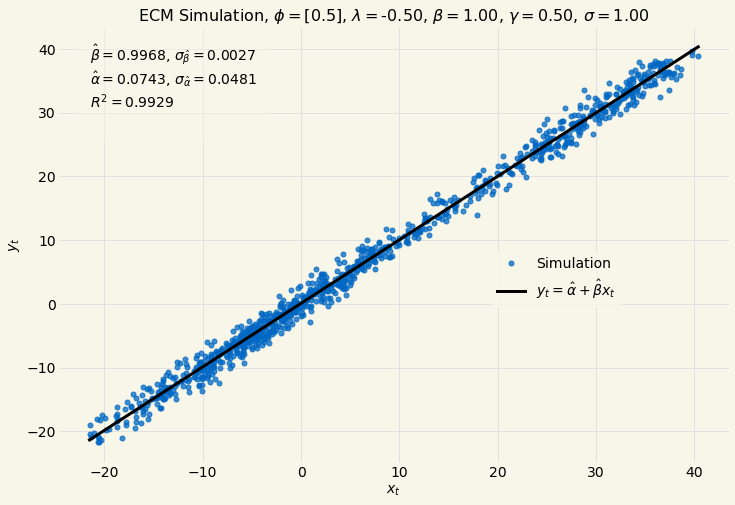 ECM Simulation, ϕ = [0.5], λ = -0.50, β = 1.00, γ = 0.50, σ = 1.00
β̂ = 0.9968, σ_β̂ = 0.0027
α̂ = 0.0743, σ_α̂ = 0.0481
R² = 0.9929
40
30
20
10
0
−10
−20
y_t
Simulation
y_t = α̂ + β̂x_t
−20
−10
0
10
20
30
40
x_t